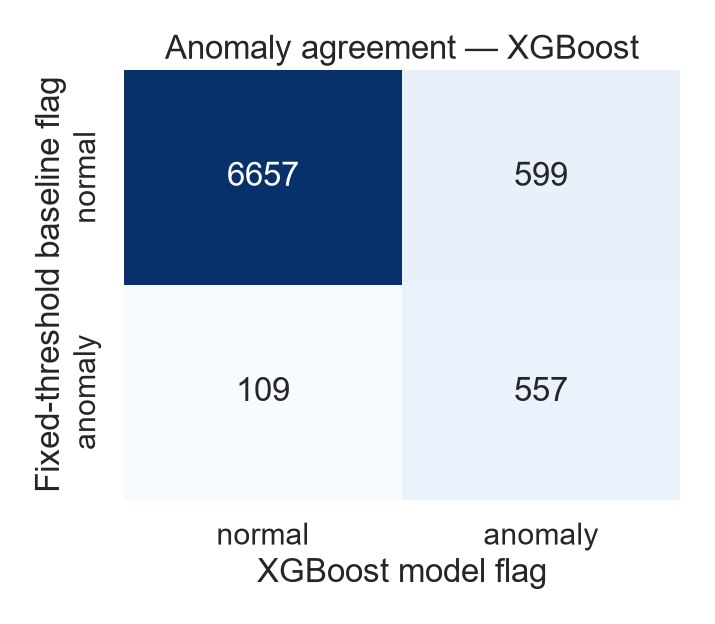 Anomaly agreement — XGBoost
Fixed-threshold baseline flag
normal
6657 599
anomaly
109 557
normal anomaly
XGBoost model flag